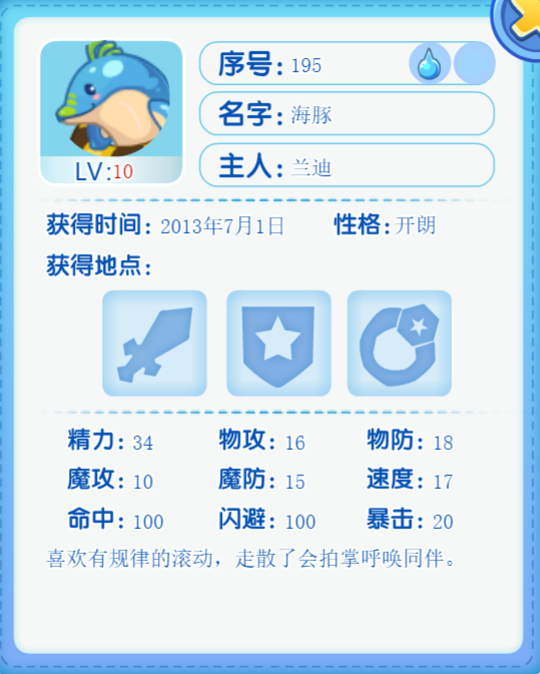 LV:10
序号: 195
名字: 海豚
主人: 兰迪
获得时间: 2013年7月1日 性格: 开朗
获得地点:
精力: 34 物攻: 16 物防: 18
魔攻: 10 魔防: 15 速度: 17
命中: 100 闪避: 100 暴击: 20
喜欢有规律的滚动，走散了会拍掌呼唤同伴。